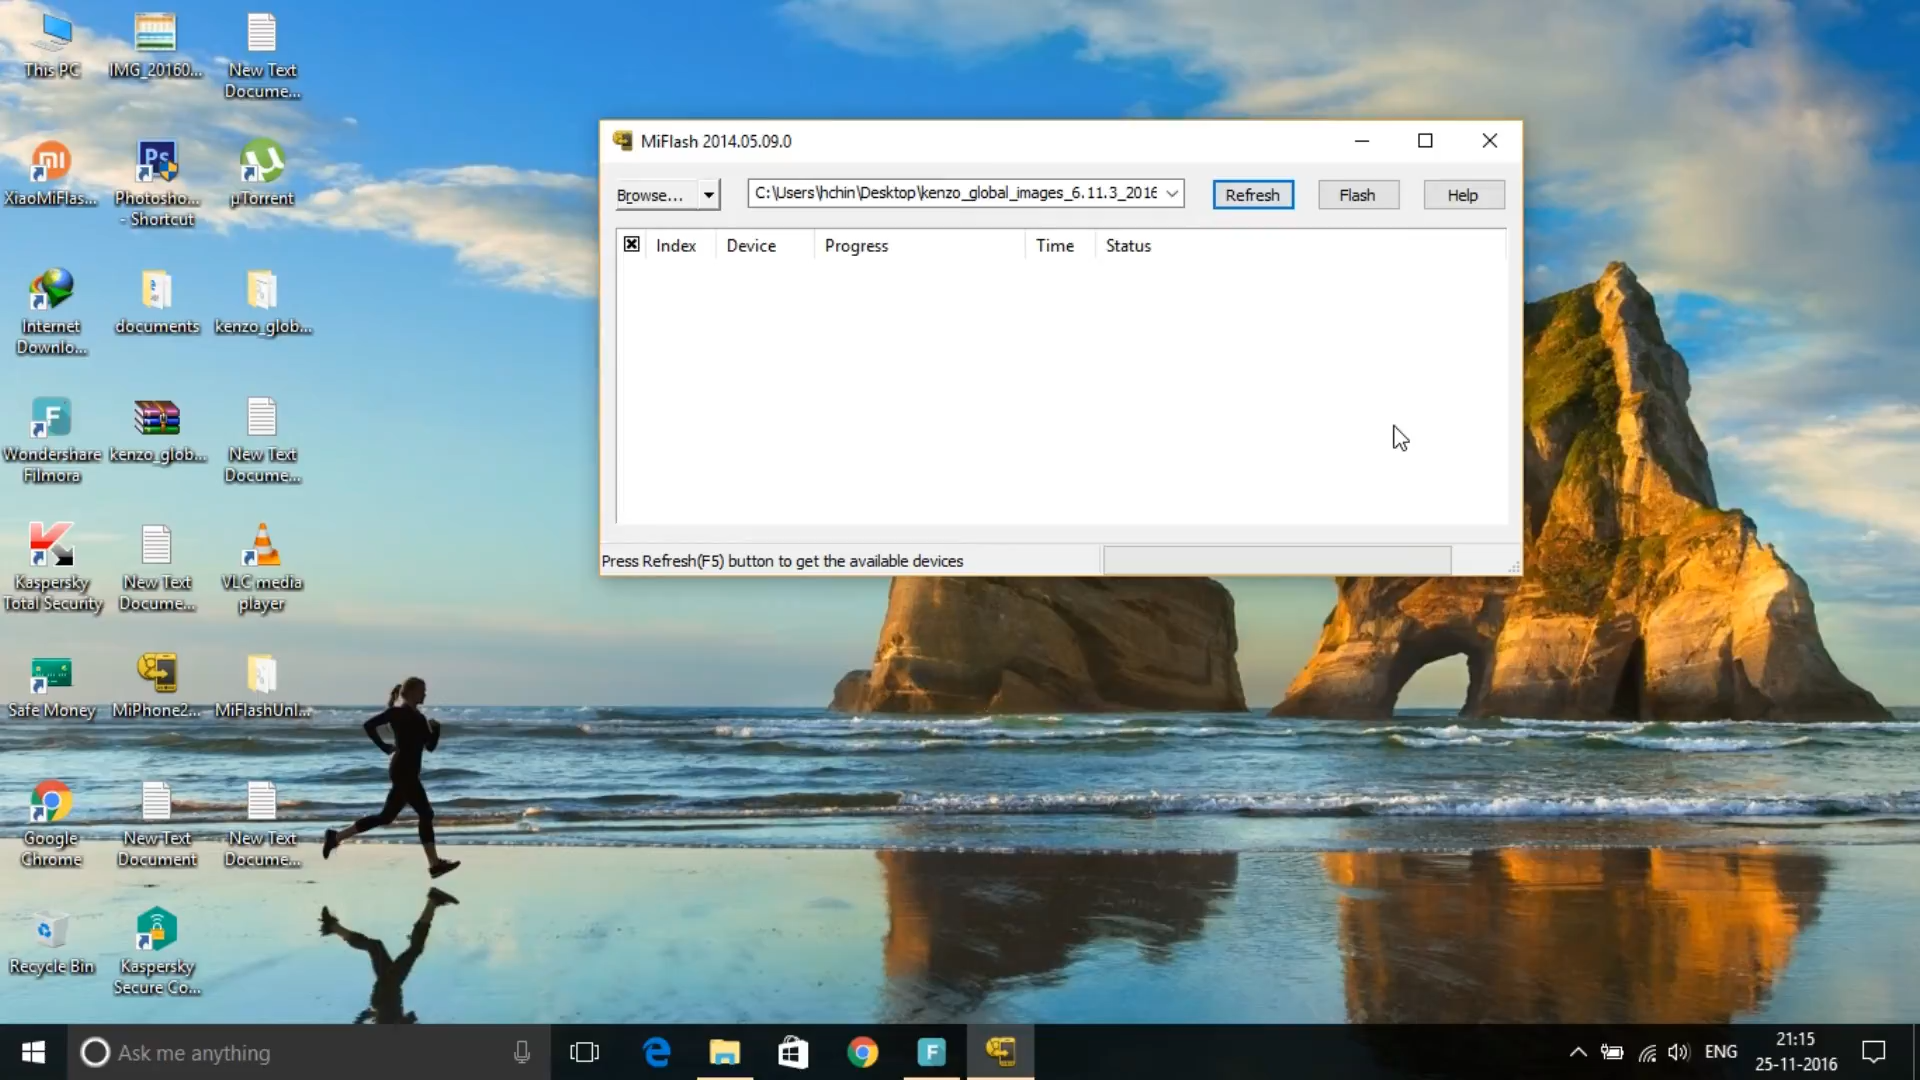 This PC
IMG_20160...
New Text
Docume...
XiaoMiFlas...
Photosho...
- Shortcut
µTorrent
Internet
Downlo...
documents
kenzo_glob...
Wondershare
Filmora
kenzo_glob...
New Text
Docume...
Kaspersky
Total Security
New Text
Docume...
VLC media
player
Safe Money
MiPhone2...
MiFlashUnl...
Google
Chrome
New Text
Document
New Text
Docume...
Recycle Bin
Kaspersky
Secure Co...
MiFlash 2014.05.09.0
Browse...
C:\Users\hchin\Desktop\kenzo_global_images_6.11.3_2016
Refresh
Flash
Help
Index
Device
Progress
Time
Status
Press Refresh(F5) button to get the available devices
Ask me anything
ENG
21:15
25-11-2016